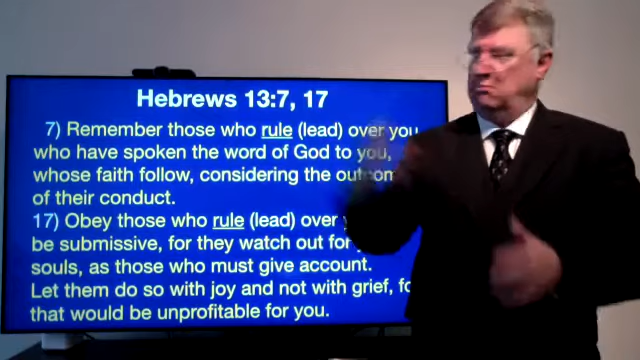 Hebrews 13:7, 17
7) Remember those who rule (lead) over you
who have spoken the word of God to you,
whose faith follow, considering the outcom
of their conduct.
17) Obey those who rule (lead) over
be submissive, for they watch out for
souls, as those who must give account.
Let them do so with joy and not with grief, fo
that would be unprofitable for you.